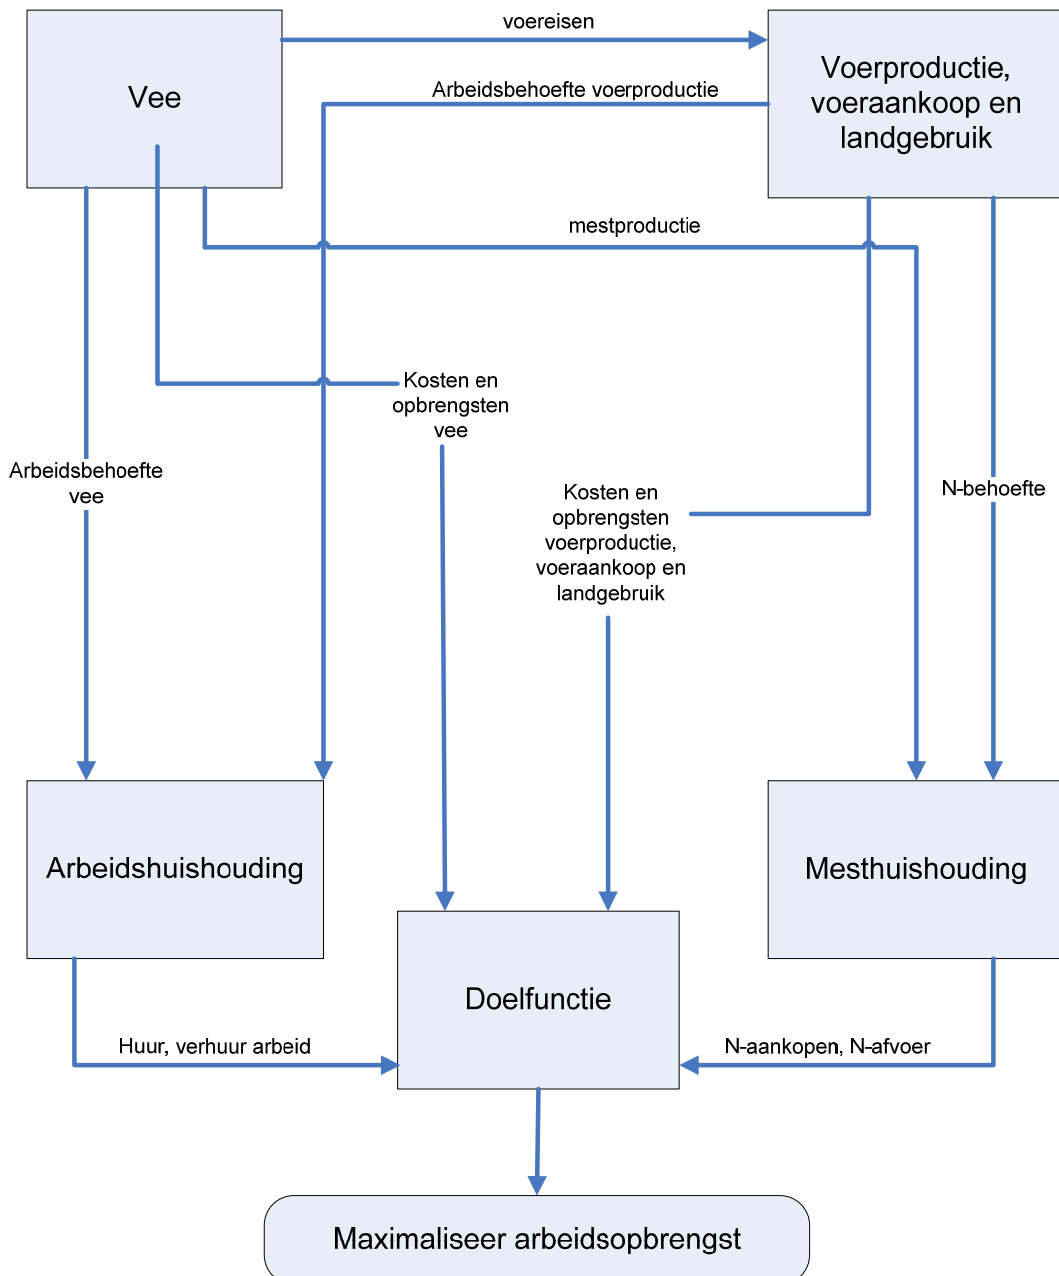 voereisen
Vee
Voerproductie,
voeraankoop en
landgebruik
Arbeidsbehoefte voerproductie
mestproductie
Kosten en
opbrengsten
vee
Arbeidsbehoefte
vee
Kosten en
opbrengsten
voerproductie,
voeraankoop en
landgebruik
N-behoefte
Arbeidshuishouding
Mesthuishouding
Doelfunctie
Huur, verhuur arbeid
N-aankopen, N-afvoer
Maximaliseer arbeidsopbrengst